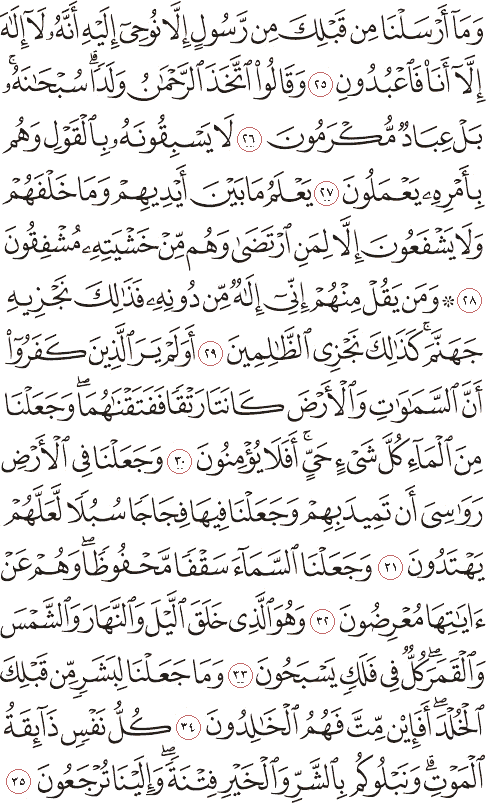 وَمَآ أَرْسَلْنَا مِن قَبْلِكَ مِن رَّسُولٍ إِلَّا نُوحِىٓ إِلَيْهِ أَنَّهُۥ لَآ إِلَٰهَ
إِلَّآ أَنَا۠ فَٱعْبُدُونِ ٢٥ وَقَالُوا۟ ٱتَّخَذَ ٱلرَّحْمَٰنُ وَلَدًا ۗ سُبْحَٰنَهُۥ ۚ
بَلْ عِبَادٌ مُّكْرَمُونَ ٢٦ لَا يَسْبِقُونَهُۥ بِٱلْقَوْلِ وَهُم
بِأَمْرِهِۦ يَعْمَلُونَ ٢٧ يَعْلَمُ مَا بَيْنَ أَيْدِيهِمْ وَمَا خَلْفَهُمْ
وَلَا يَشْفَعُونَ إِلَّا لِمَنِ ٱرْتَضَىٰ وَهُم مِّنْ خَشْيَتِهِۦ مُشْفِقُونَ
٢٨ ۞ وَمَن يَقُلْ مِنْهُمْ إِنِّىٓ إِلَٰهٌ مِّن دُونِهِۦ فَذَٰلِكَ نَجْزِيهِ
جَهَنَّمَ ۚ كَذَٰلِكَ نَجْزِى ٱلظَّٰلِمِينَ ٢٩ أَوَلَمْ يَرَ ٱلَّذِينَ كَفَرُوٓا۟
أَنَّ ٱلسَّمَٰوَٰتِ وَٱلْأَرْضَ كَانَتَا رَتْقًا فَفَتَقْنَٰهُمَا ۖ وَجَعَلْنَا
مِنَ ٱلْمَآءِ كُلَّ شَىْءٍ حَىٍّ ۖ أَفَلَا يُؤْمِنُونَ ٣٠ وَجَعَلْنَا فِى ٱلْأَرْضِ
رَوَٰسِىَ أَن تَمِيدَ بِهِمْ وَجَعَلْنَا فِيهَا فِجَاجًا سُبُلًا لَّعَلَّهُمْ
يَهْتَدُونَ ٣١ وَجَعَلْنَا ٱلسَّمَآءَ سَقْفًا مَّحْفُوظًا ۖ وَهُمْ عَنْ
ءَايَٰتِهَا مُعْرِضُونَ ٣٢ وَهُوَ ٱلَّذِى خَلَقَ ٱلَّيْلَ وَٱلنَّهَارَ وَٱلشَّمْسَ
وَٱلْقَمَرَ ۖ كُلٌّ فِى فَلَكٍ يَسْبَحُونَ ٣٣ وَمَا جَعَلْنَا لِبَشَرٍ مِّن قَبْلِكَ
ٱلْخُلْدَ ۖ أَفَإِي۟ن مِّتَّ فَهُمُ ٱلْخَٰلِدُونَ ٣٤ كُلُّ نَفْسٍ ذَآئِقَةُ
ٱلْمَوْتِ ۗ وَنَبْلُوكُم بِٱلشَّرِّ وَٱلْخَيْرِ فِتْنَةً ۖ وَإِلَيْنَا تُرْجَعُونَ ٣٥